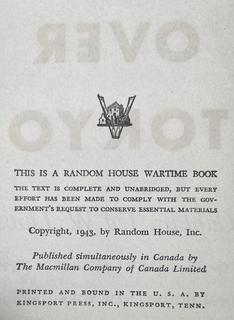 THIS IS A RANDOM HOUSE WARTIME BOOK
THE TEXT IS COMPLETE AND UNABRIDGED, BUT EVERY
EFFORT HAS BEEN MADE TO COMPLY WITH THE GOV-
ERNMENT'S REQUEST TO CONSERVE ESSENTIAL MATERIALS
Copyright, 1943, by Random House, Inc.
Published simultaneously in Canada by
The Macmillan Company of Canada Limited
PRINTED AND BOUND IN THE U. S. A. BY
KINGSPORT PRESS, INC., KINGSPORT, TENN.